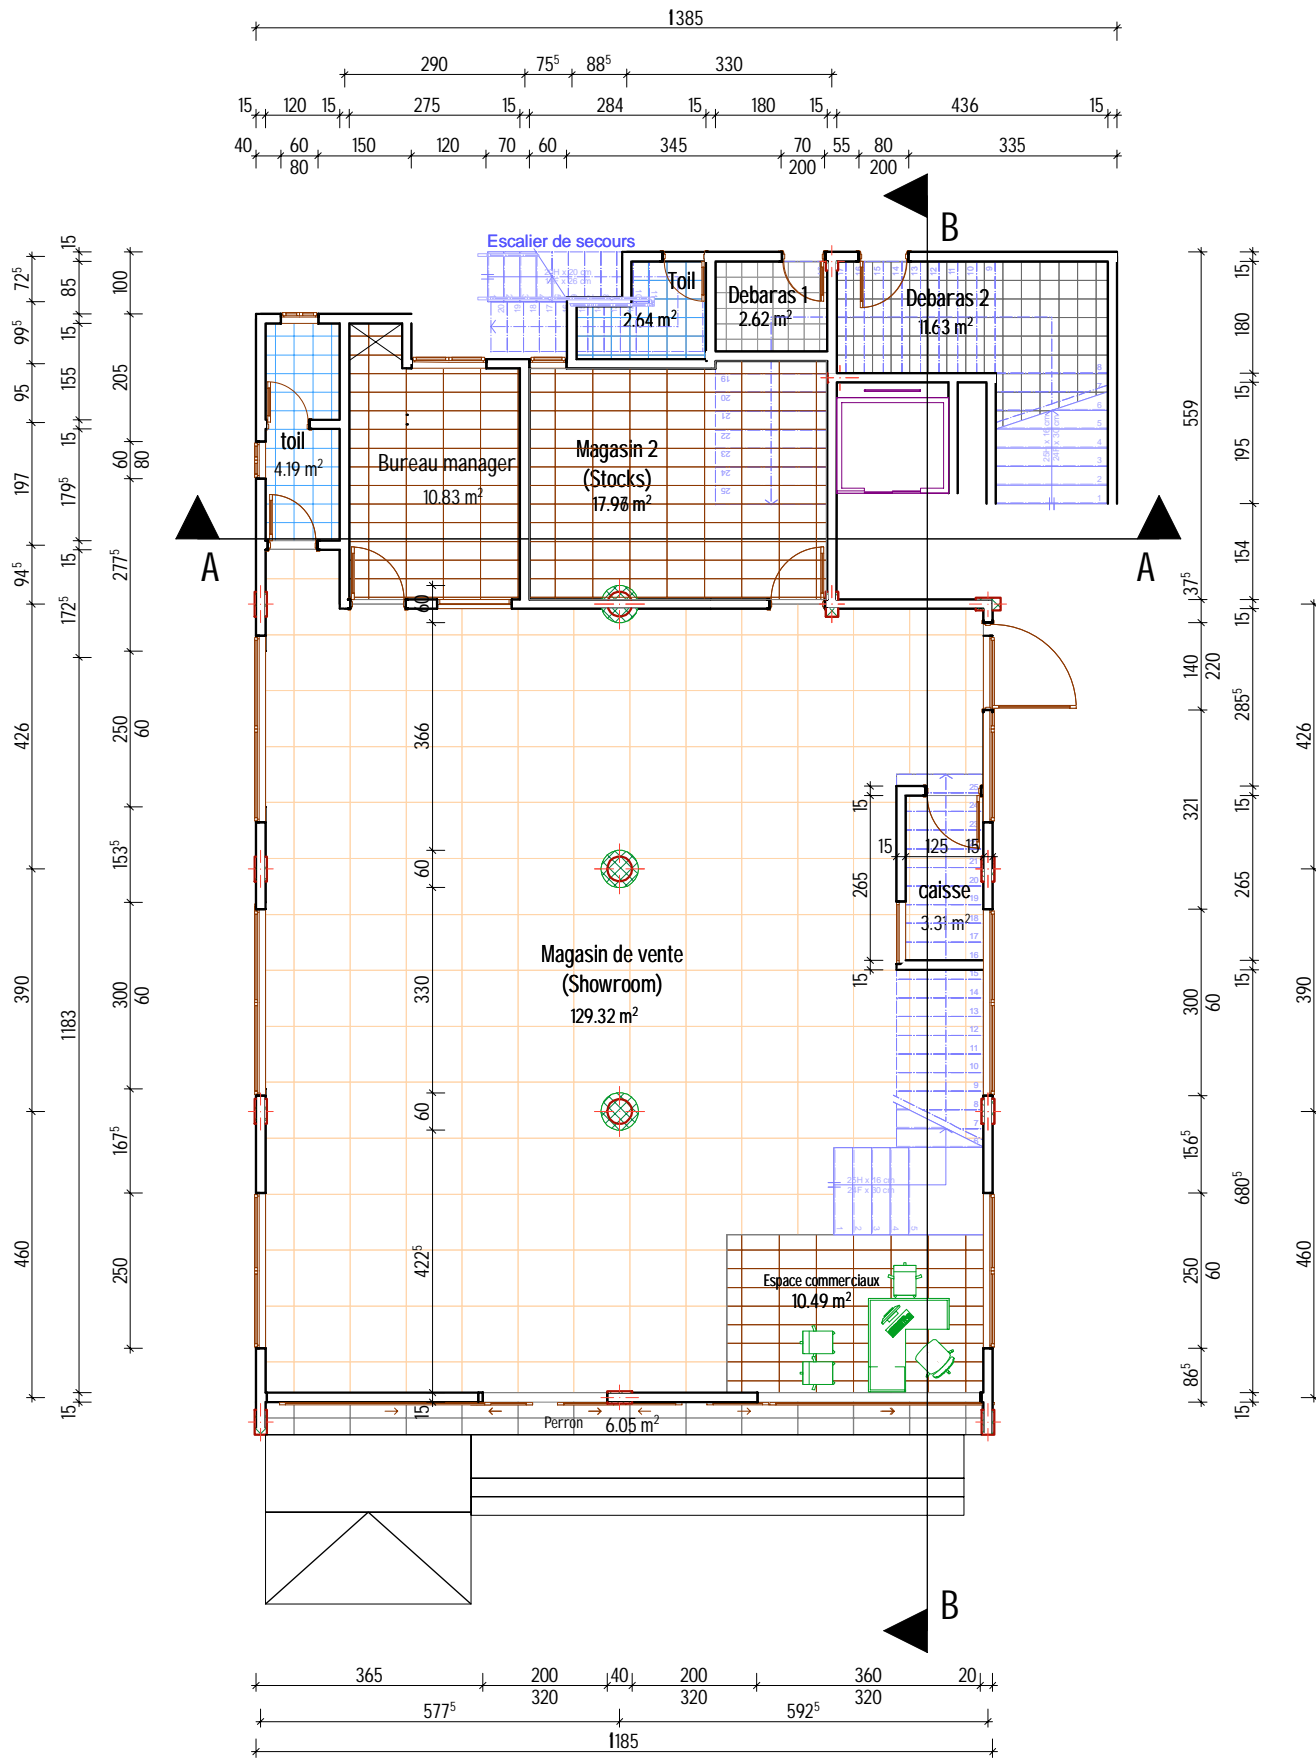 1385
290 75⁵ 88⁵ 330
15 120 15 275 15 284 15 180 15 436 15
40 60 150 120 70 60 345 70 55 80 335
80 200 200
B
Escalier de secours
Toil
2.64 m²
Debaras 1
2.62 m²
Debaras 2
11.63 m²
toil
4.19 m²
Bureau manager
10.83 m²
Magasin 2
(Stocks)
A
A
72⁵
99⁵
95
197
94⁵
426
390
460
15
85
15
155
15
179⁵
15
172⁵
1183
15
100
205
60
80
277⁵
250
60
153⁵
300
60
167⁵
250
60
366
60
330
60
422⁵
15
559
37⁵
140
220
321
300
60
156⁵
250
60
86⁵
15
180
15
195
154
15
285⁵
15
265
15
680⁵
15
426
390
460
15
265
15
15 125 15
caisse
3.31 m²
Magasin de vente
(Showroom)
129.32 m²
25H x 16 cm
24F x 30 cm
Espace commerciaux
10.49 m²
Perron 6.05 m²
B
365 200 40 200 360 20
320 320 320
577⁵ 592⁵
1185